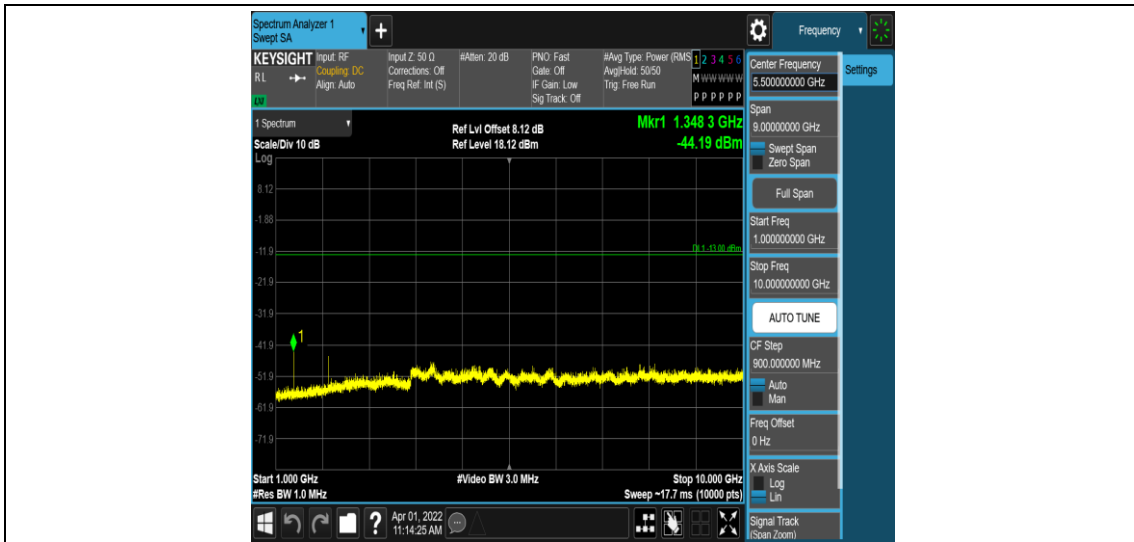 Spectrum Analyzer 1
Swept SA
+
Frequency
KEYSIGHT
RL
LXI
Input: RF
Coupling: DC
Align: Auto
Input Z: 50 Ω
Corrections: Off
Freq Ref: Int (S)
#Atten: 20 dB
PNO: Fast
Gate: Off
IF Gain: Low
Sig Track: Off
#Avg Type: Power (RMS
Avg|Hold: 50/50
Trig: Free Run
1 2 3 4 5 6
M W W W W W
P P P P P P
Center Frequency
5.500000000 GHz
Settings
1 Spectrum
Scale/Div 10 dB
Ref Lvl Offset 8.12 dB
Ref Level 18.12 dBm
Mkr1 1.348 3 GHz
-44.19 dBm
Span
9.00000000 GHz
Swept Span
Zero Span
Full Span
Start Freq
1.000000000 GHz
Stop Freq
10.000000000 GHz
AUTO TUNE
CF Step
900.000000 MHz
Auto
Man
Freq Offset
0 Hz
X Axis Scale
Log
Lin
Signal Track
(Span Zoom)
Log
8.12
-1.88
-11.9
DL1 -13.00 dBm
-21.9
-31.9
1
-41.9
-51.9
-61.9
-71.9
Start 1.000 GHz
#Res BW 1.0 MHz
#Video BW 3.0 MHz
Stop 10.000 GHz
Sweep ~17.7 ms (10000 pts)
?
Apr 01, 2022
11:14:25 AM